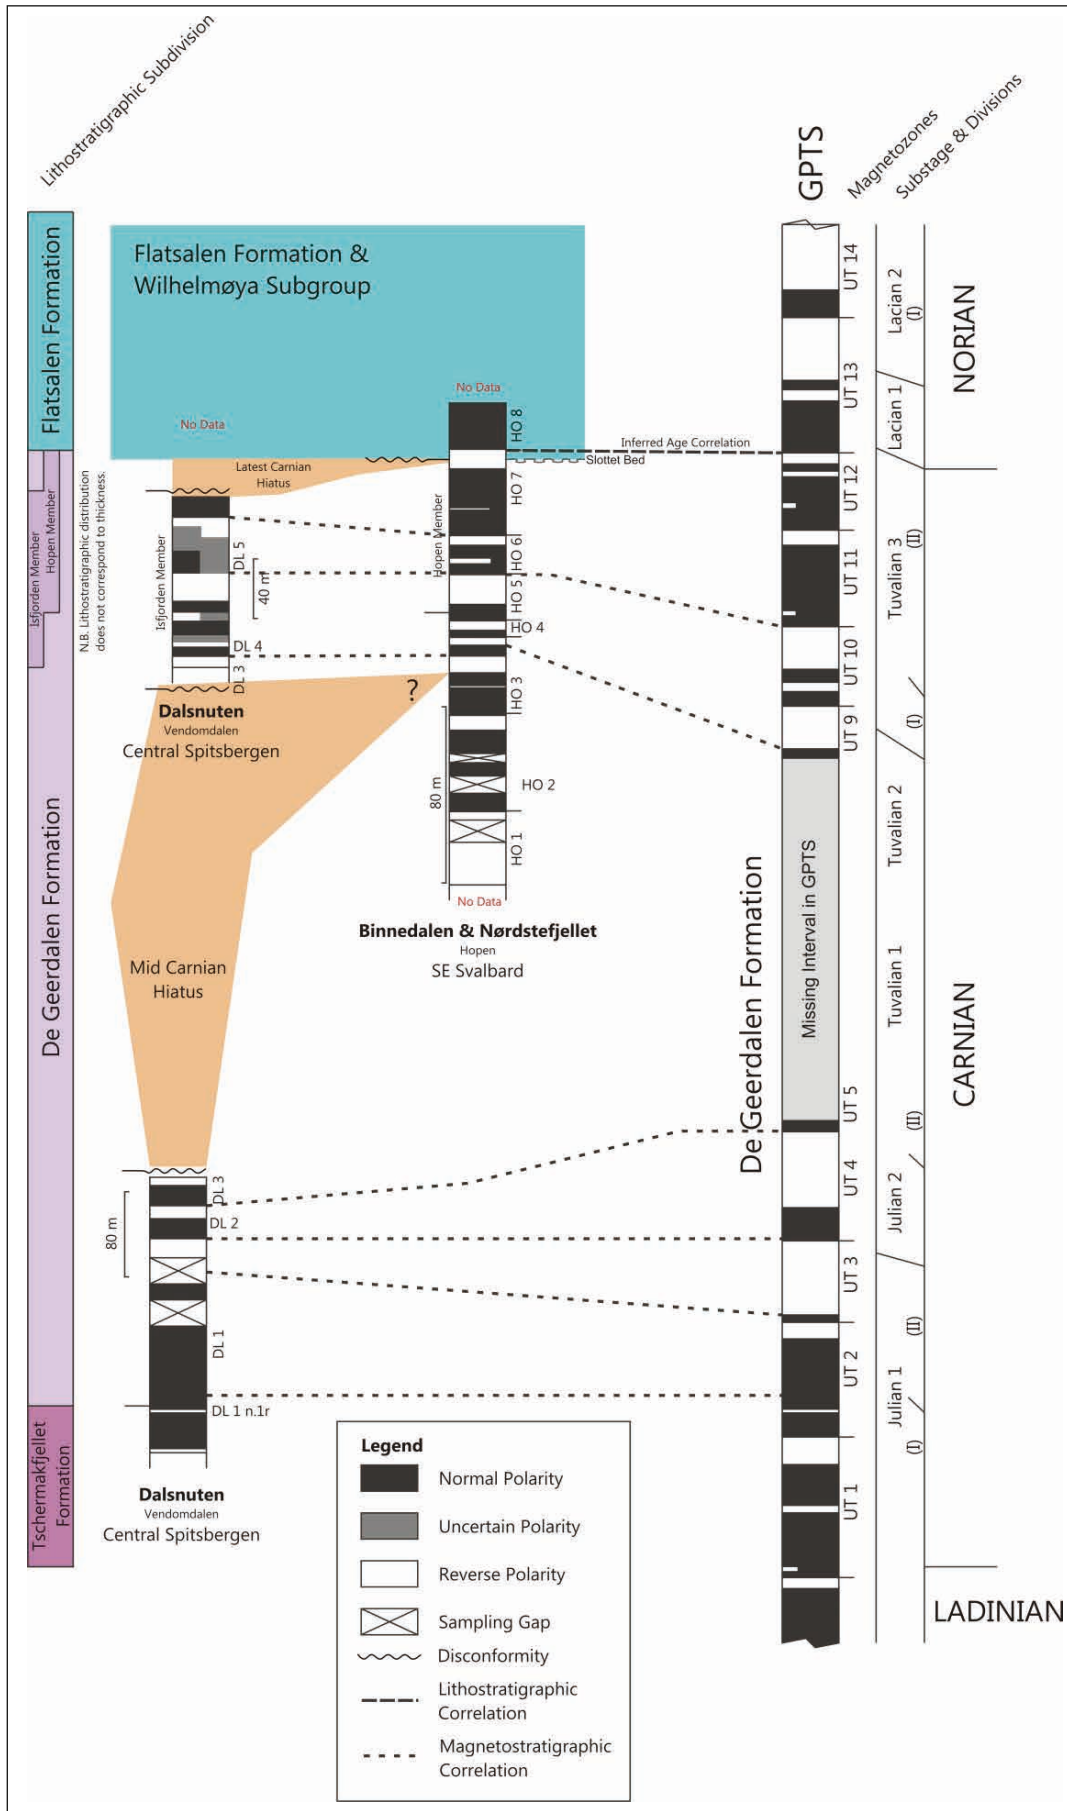 Lithostratigraphic Subdivision
GPTS
Magnetozones
Substage & Divisions
Flatsalen Formation
Isfjorden Member
Hopen Member
N.B. Lithostratigraphic distribution
does not correspond to thickness.
De Geerdalen Formation
Tschermakfjellet
Formation
Flatsalen Formation &
Wilhelmøya Subgroup
No Data
Latest Carnian
Hiatus
Isfjorden Member
DL 5
40 m
DL 4
DL 3
Dalsnuten
Vendomdalen
Central Spitsbergen
?
Mid Carnian
Hiatus
No Data
HO 8
Inferred Age Correlation
Slottet Bed
Hopen Member
HO 7
HO 6
HO 5
HO 4
HO 3
80 m
HO 2
HO 1
No Data
Binnedalen & Nørdstefjellet
Hopen
SE Svalbard
DL 3
80 m
DL 2
DL 1
DL 1 n.1r
Dalsnuten
Vendomdalen
Central Spitsbergen
De Geerdalen Formation
Missing Interval in GPTS
UT 14
UT 13
UT 12
UT 11
UT 10
UT 9
UT 5
UT 4
UT 3
UT 2
UT 1
Lacian 2
(I)
Lacian 1
Tuvalian 3
(II)
(I)
Tuvalian 2
Tuvalian 1
(II)
Julian 2
(II)
Julian 1
(I)
NORIAN
CARNIAN
LADINIAN
Legend
Normal Polarity
Uncertain Polarity
Reverse Polarity
Sampling Gap
Disconformity
Lithostratigraphic
Correlation
Magnetostratigraphic
Correlation